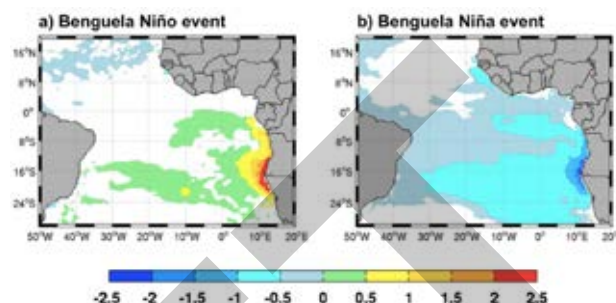 a) Benguela Niño event
b) Benguela Niña event
16°N
8°N
0°
8°S
16°S
24°S
50°W 40°W 30°W 20°W 10°W 0° 10°E 20°E
16°N
8°N
0°
8°S
16°S
24°S
50°W 40°W 30°W 20°W 10°W 0° 10°E 20°E
-2.5 -2 -1.5 -1 -0.5 0 0.5 1 1.5 2 2.5